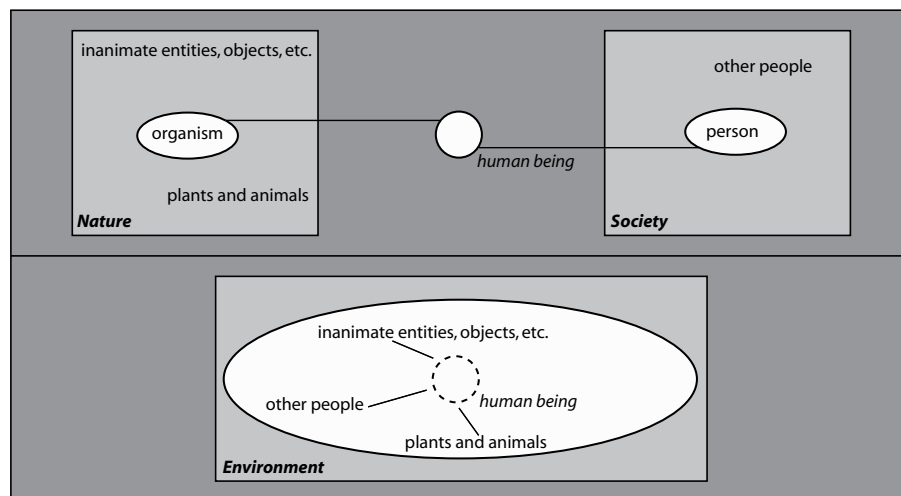 inanimate entities, objects, etc.
other people
organism
person
human being
plants and animals
Nature
Society
inanimate entities, objects, etc.
other people
human being
plants and animals
Environment